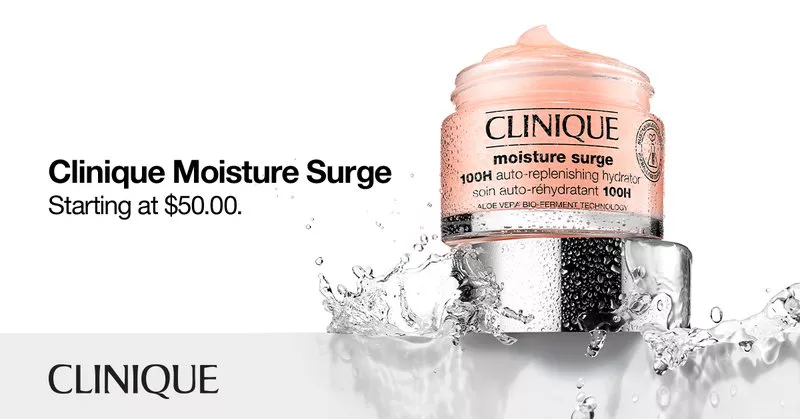 Clinique Moisture Surge
Starting at $50.00.
CLINIQUE
CLINIQUE
moisture surge
100H auto-replenishing hydrator
soin auto-réhydratant 100H
ALOE VERA BIO-FERMENT TECHNOLOGY